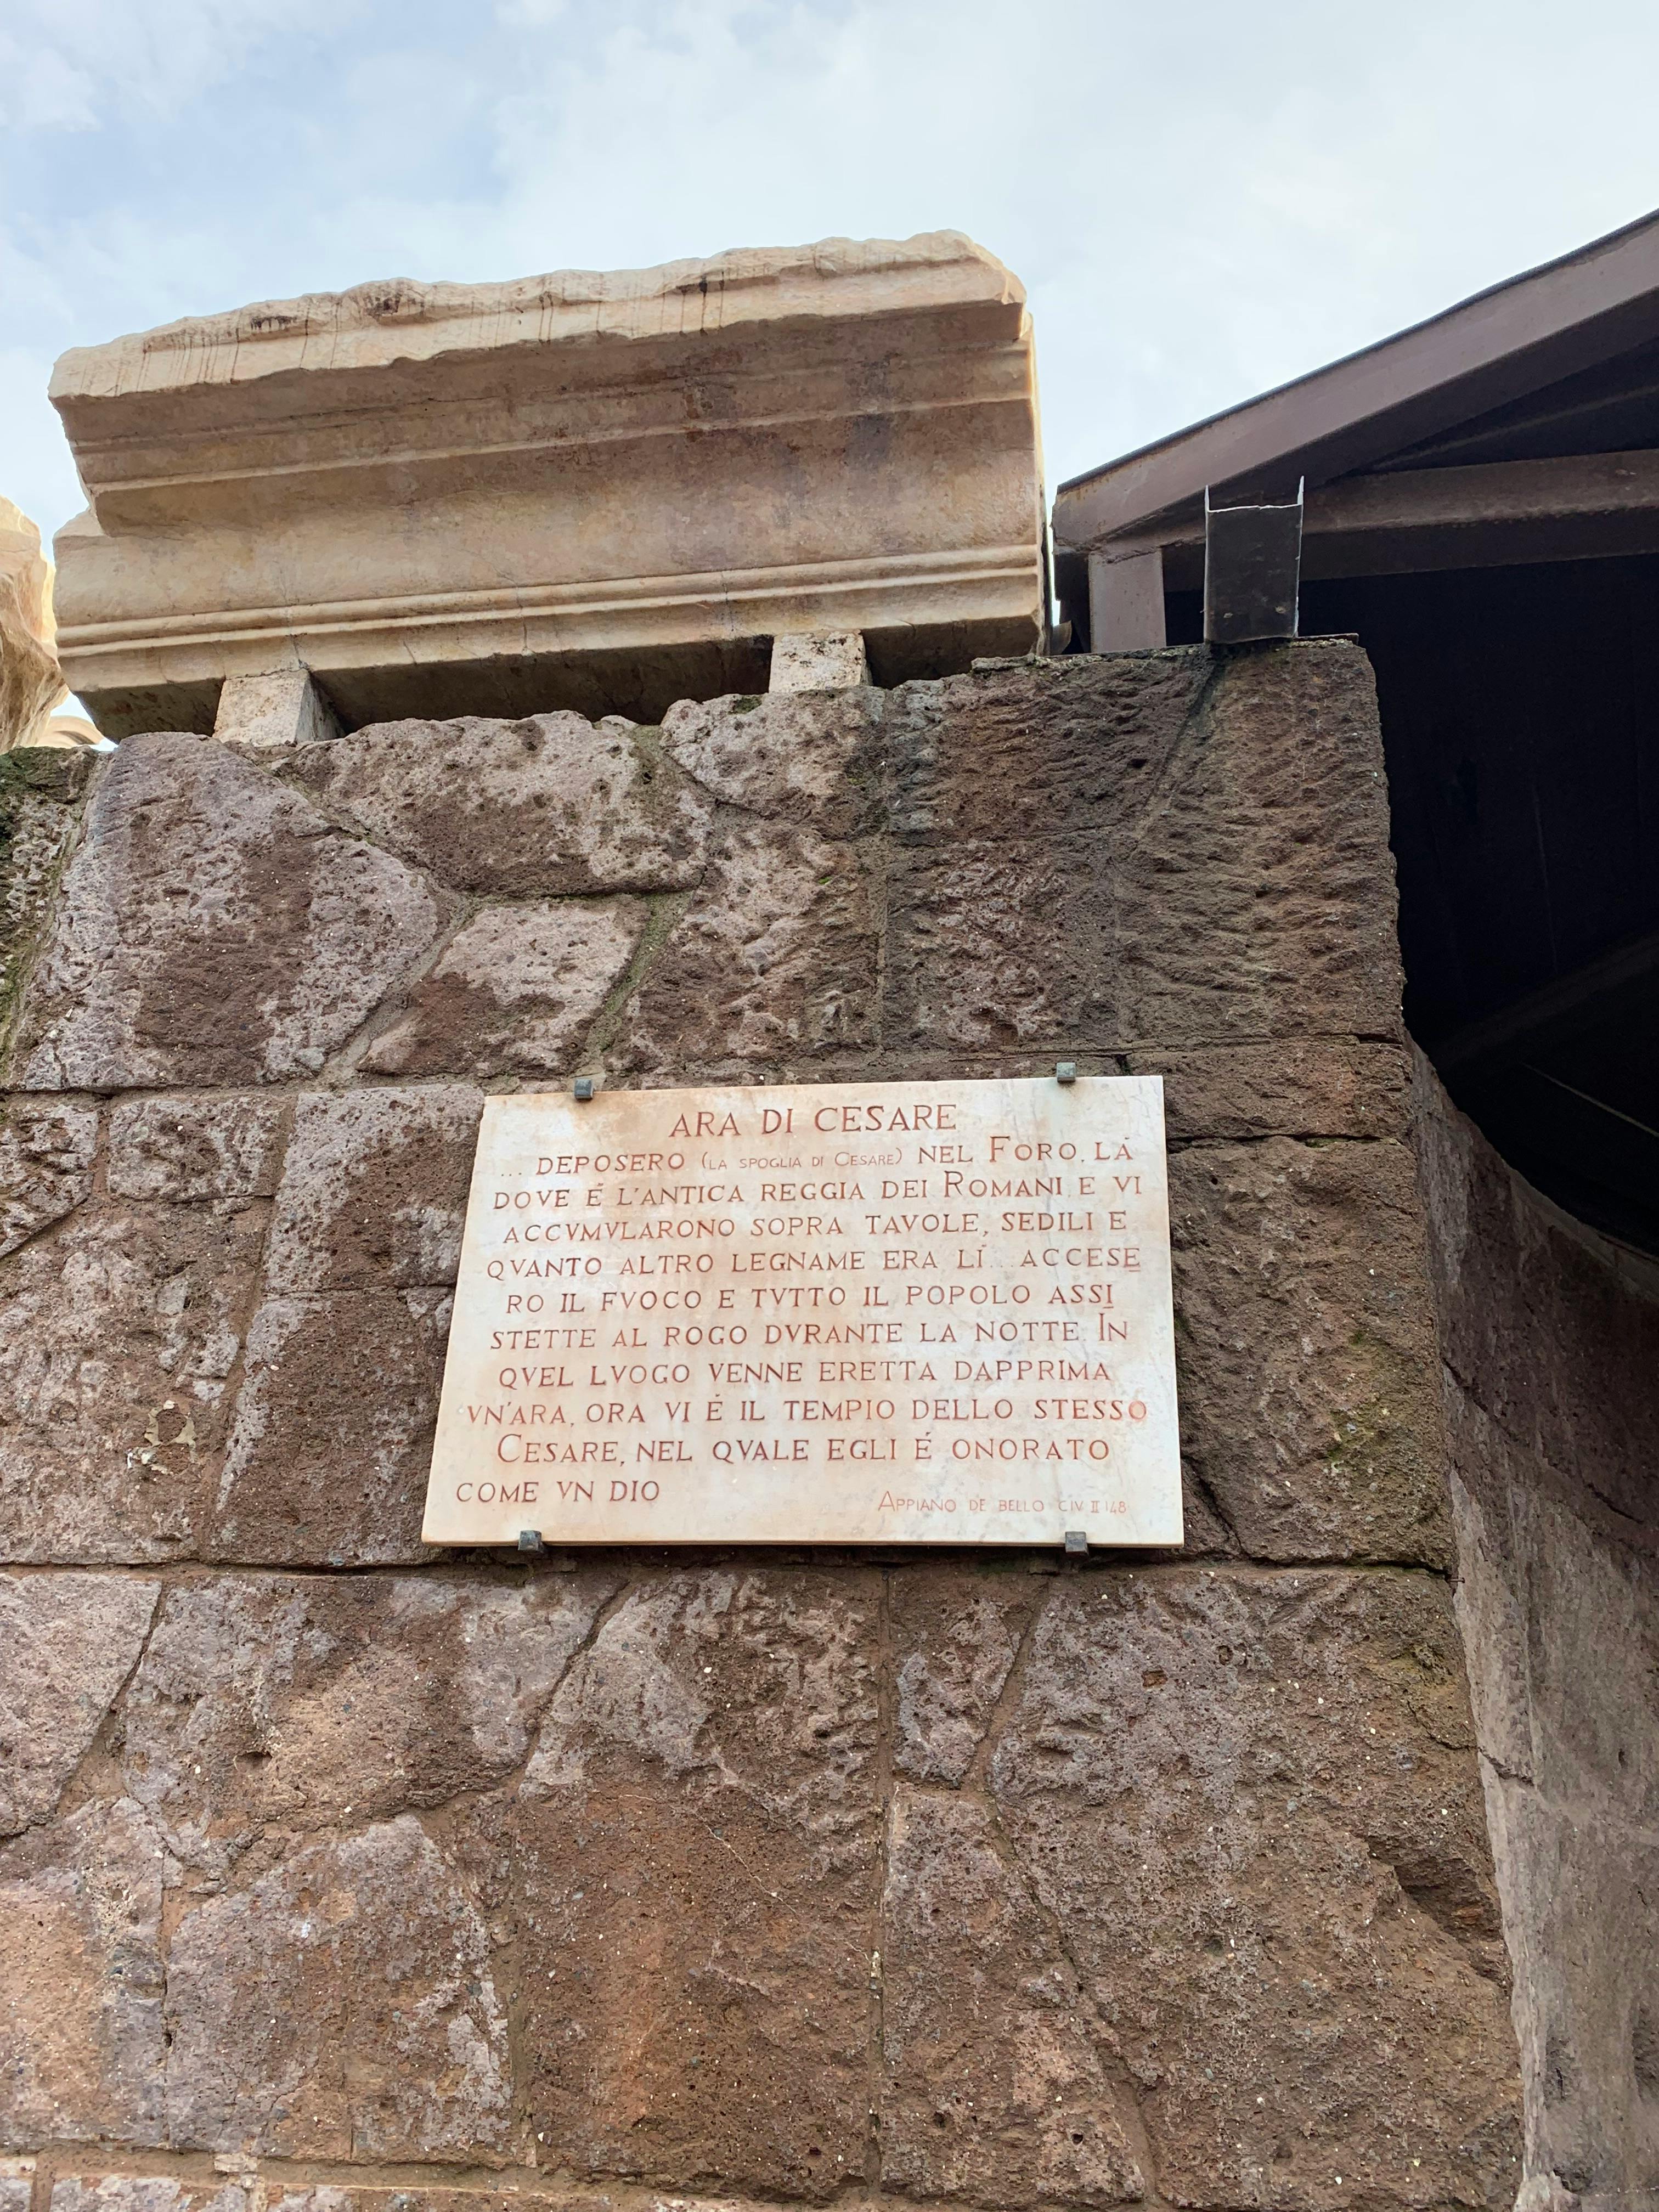 ARA DI CESARE
... DEPOSERO (LA SPOGLIA DI CESARE) NEL FORO, LÁ
DOVE É L'ANTICA REGGIA DEI ROMANI, E VI
ACCVMVLARONO SOPRA TAVOLE, SEDILI E
QVANTO ALTRO LEGNAME ERA LÍ... ACCESE
RO IL FVOCO E TVTTO IL POPOLO ASSI
STETTE AL ROGO DVRANTE LA NOTTE. IN
QVEL LVOGO VENNE ERETTA DAPPRIMA
VN'ARA, ORA VI É IL TEMPIO DELLO STESSO
CESARE, NEL QVALE EGLI É ONORATO
COME VN DIO
APPIANO DE BELLO CIV II 148